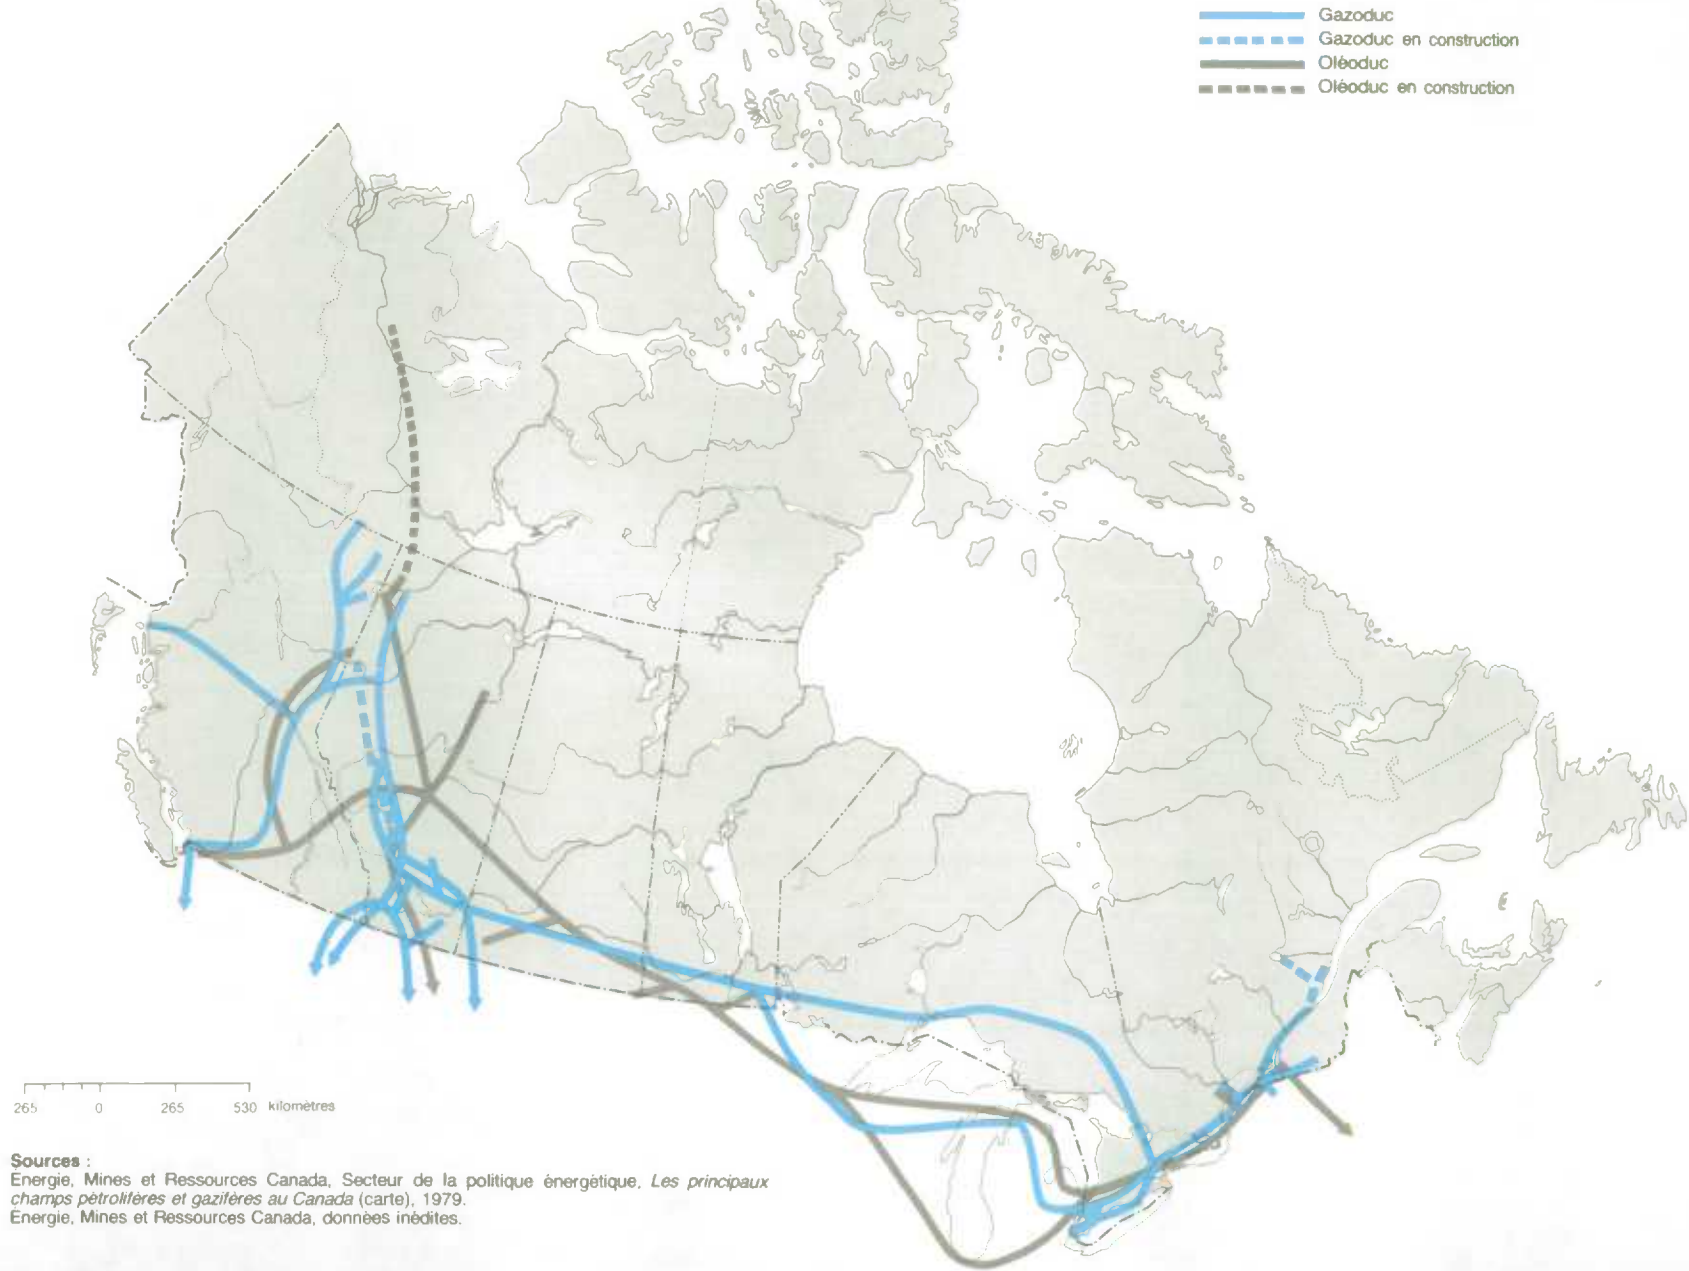 Gazoduc
Gazoduc en construction
Oléoduc
Oléoduc en construction
265 0 265 530 kilomètres
Sources :
Énergie, Mines et Ressources Canada, Secteur de la politique énergétique, Les principaux
champs pétrolifères et gazifères au Canada (carte), 1979.
Énergie, Mines et Ressources Canada, données inédites.